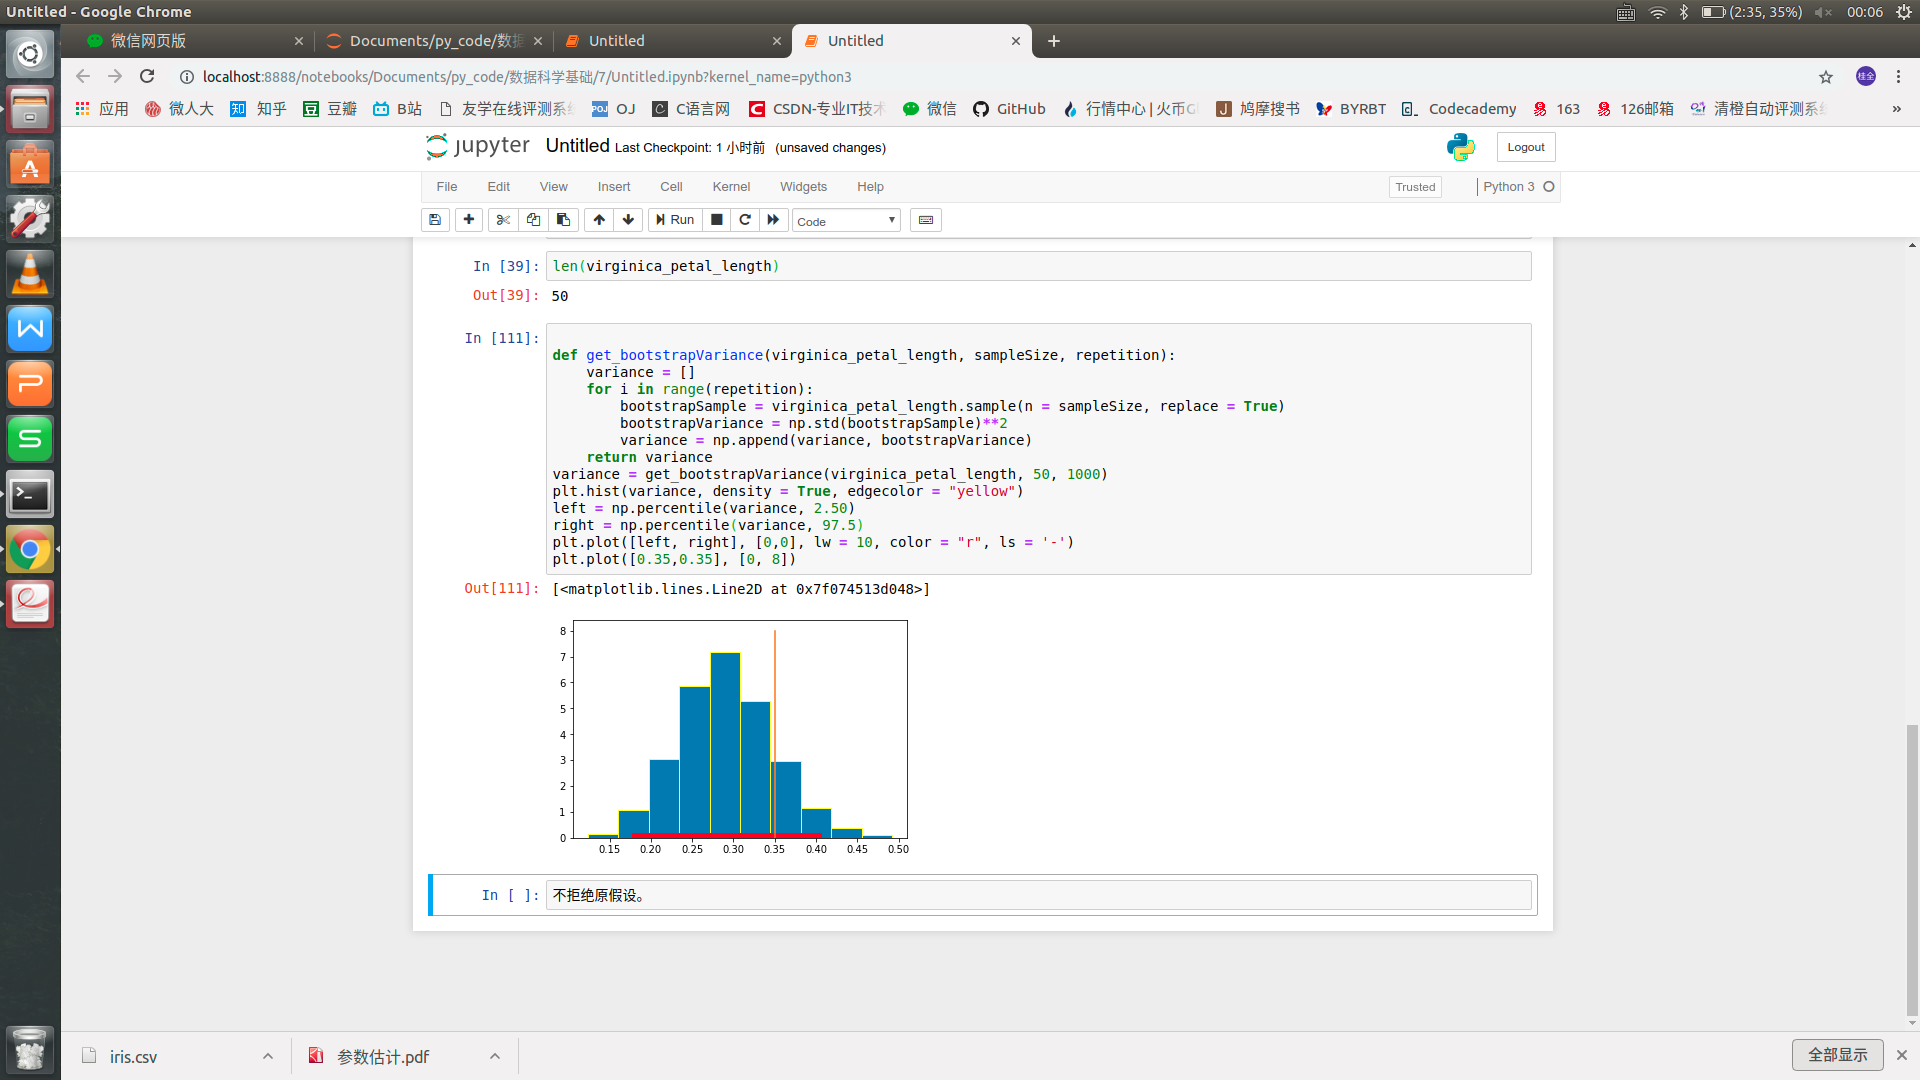 Untitled - Google Chrome
(2:35, 35%) 00:06
微信网页版
Documents/py_code/数据
Untitled
Untitled
localhost:8888/notebooks/Documents/py_code/数据科学基础/7/Untitled.ipynb?kernel_name=python3
桂全
应用 微人大 知乎 豆瓣 B站 友学在线评测系统 OJ C语言网 CSDN-专业IT技术 微信 GitHub 行情中心 | 火币Gl 鸠摩搜书 BYRBT Codecademy 163 126邮箱 清橙自动评测系统 »
jupyter Untitled Last Checkpoint: 1 小时前 (unsaved changes)
Logout
File Edit View Insert Cell Kernel Widgets Help
Trusted
Python 3
Run
Code
In [39]: len(virginica_petal_length)
Out[39]: 50
In [111]:
def get_bootstrapVariance(virginica_petal_length, sampleSize, repetition):
    variance = []
    for i in range(repetition):
        bootstrapSample = virginica_petal_length.sample(n = sampleSize, replace = True)
        bootstrapVariance = np.std(bootstrapSample)**2
        variance = np.append(variance, bootstrapVariance)
    return variance
variance = get_bootstrapVariance(virginica_petal_length, 50, 1000)
plt.hist(variance, density = True, edgecolor = "yellow")
left = np.percentile(variance, 2.50)
right = np.percentile(variance, 97.5)
plt.plot([left, right], [0,0], lw = 10, color = "r", ls = '-')
plt.plot([0.35,0.35], [0, 8])
Out[111]: [<matplotlib.lines.Line2D at 0x7f074513d048>]
8
7
6
5
4
3
2
1
0
0.15 0.20 0.25 0.30 0.35 0.40 0.45 0.50
In [ ]: 不拒绝原假设。
iris.csv
参数估计.pdf
全部显示